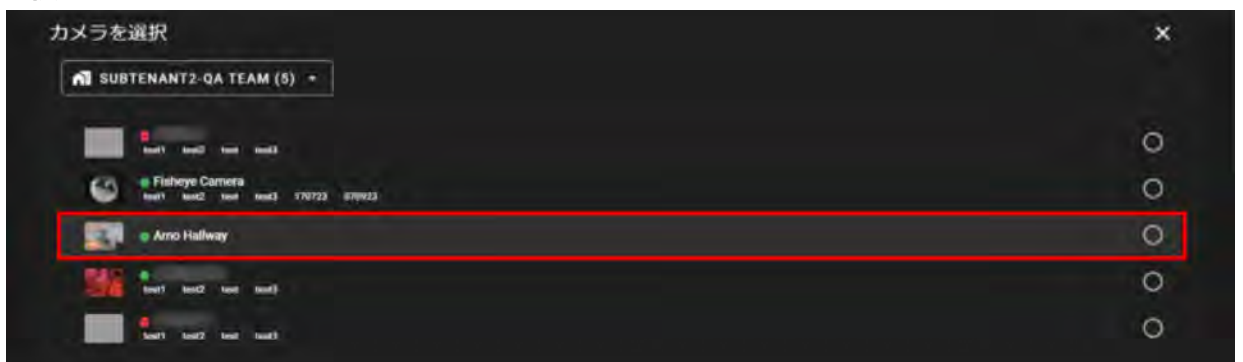 カメラを選択
SUBTENANT2-QA TEAM (5)
test1 test2 test test3
Fisheye Camera
test1 test2 test test3 170723 070923
Arno Hallway
test1 test2 test test3
test1 test2 test test3